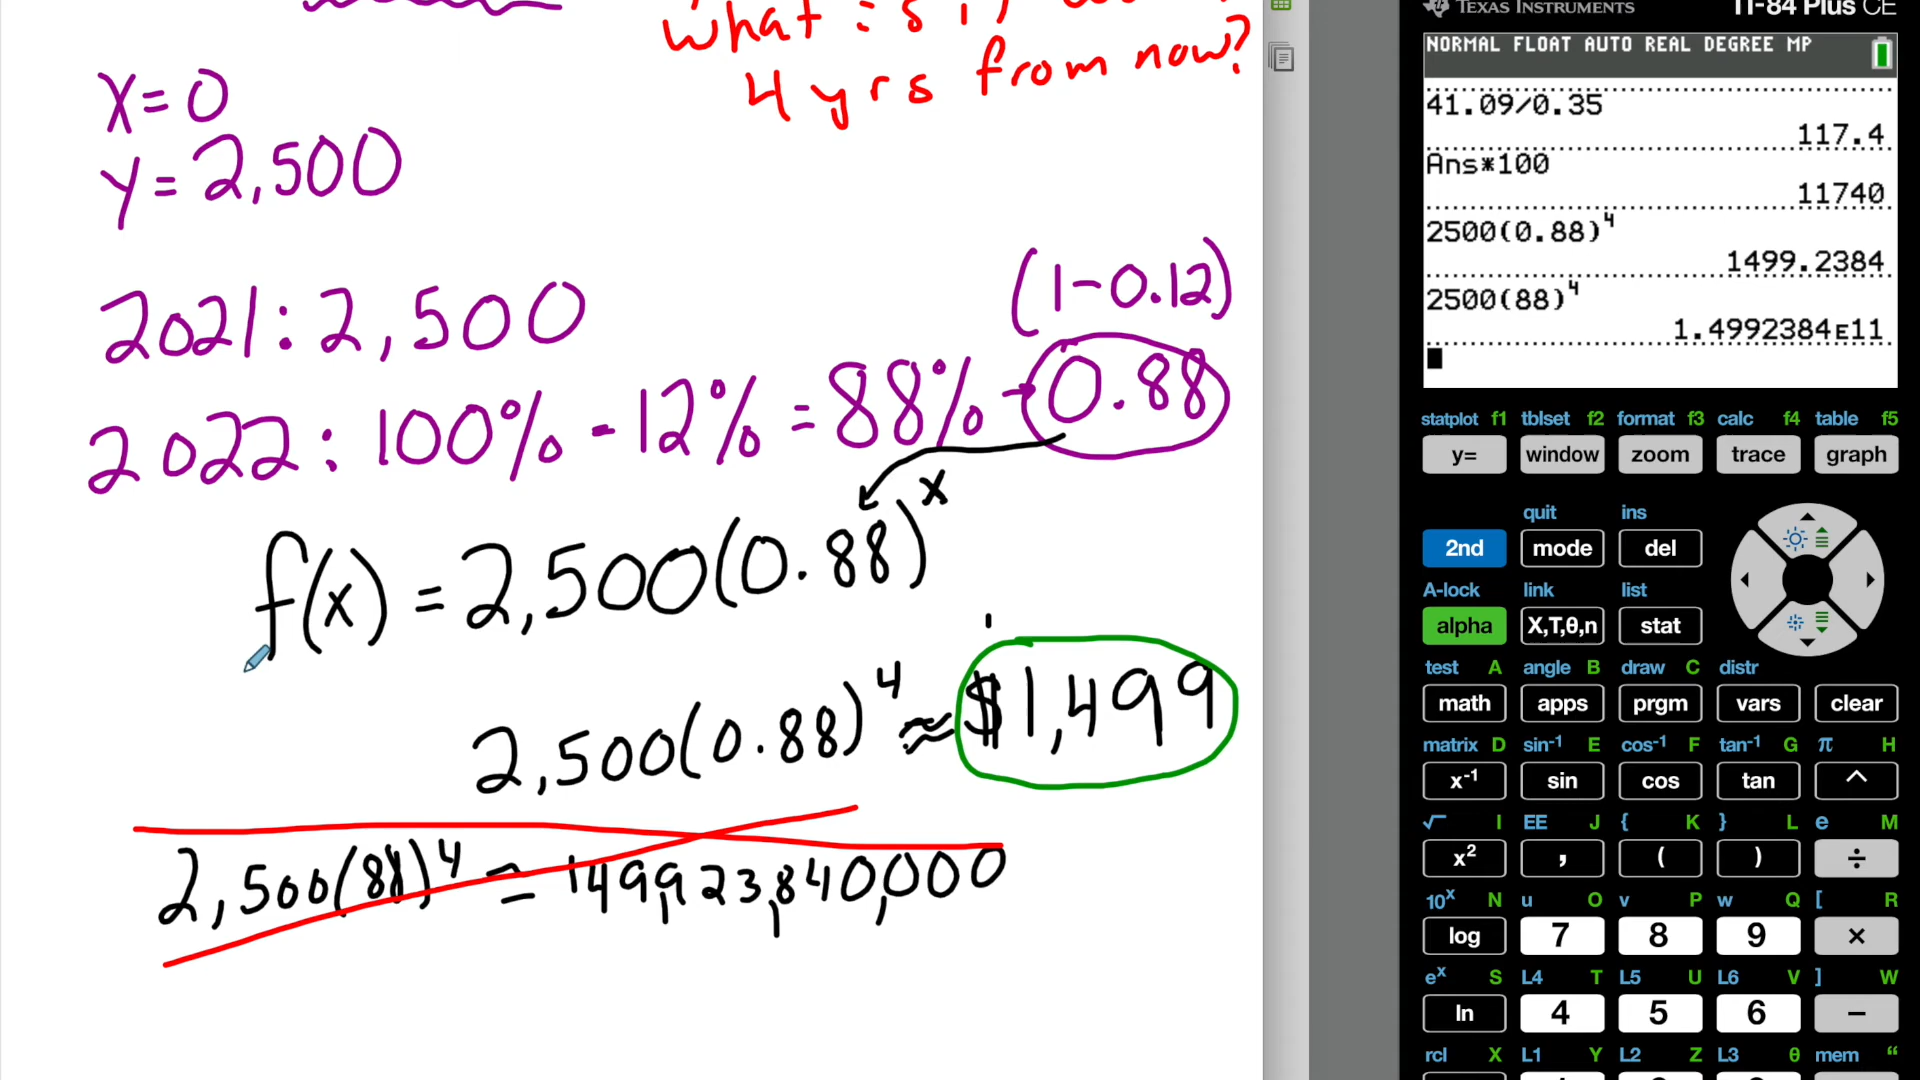 what is it
4 yrs from now?
x=0
y=2,500
2021: 2,500
(1-0.12)
2022: 100% - 12% = 88% → 0.88
f(x) = 2,500(0.88)^x
2,500(0.88)^4 ≈ $1,499
2,500(88)^4 = 149,923,840,000
TEXAS INSTRUMENTS TI-84 Plus CE
NORMAL FLOAT AUTO REAL DEGREE MP
41.09/0.35
117.4
Ans*100
11740
2500(0.88)^4
1499.2384
2500(88)^4
1.4992384E11
statplot f1 tblset f2 format f3 calc f4 table f5
y= window zoom trace graph
quit ins
2nd mode del
A-lock link list
alpha X,T,θ,n stat
test A angle B draw C distr
math apps prgm vars clear
matrix D sin-1 E cos-1 F tan-1 G π H
x-1 sin cos tan ^
√ I EE J { K } L e M
x2 , ( ) ÷
10x N u O v P w Q [ R
log 7 8 9 ×
ex S L4 T L5 U L6 V ] W
ln 4 5 6 −
rcl X L1 Y L2 Z L3 θ mem "